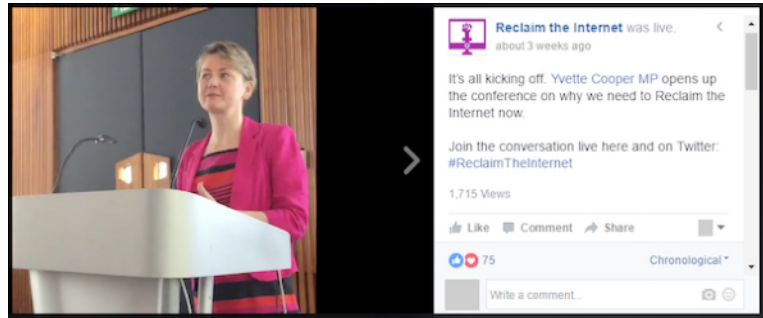 Reclaim the Internet was live.
about 3 weeks ago
It's all kicking off. Yvette Cooper MP opens up
the conference on why we need to Reclaim the
Internet now.
Join the conversation live here and on Twitter:
#ReclaimTheInternet
1,715 Views
Like Comment Share
75 Chronological
Write a comment...